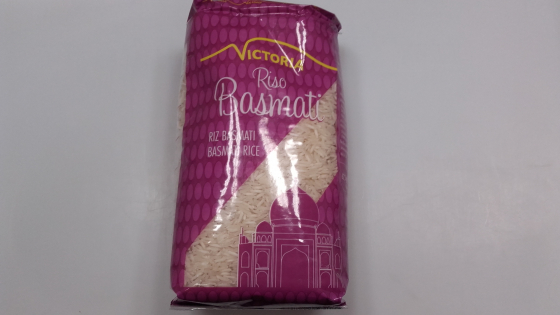 VICTORIA
Riso
Basmati
RIZ BASMATI
BASMATI RICE